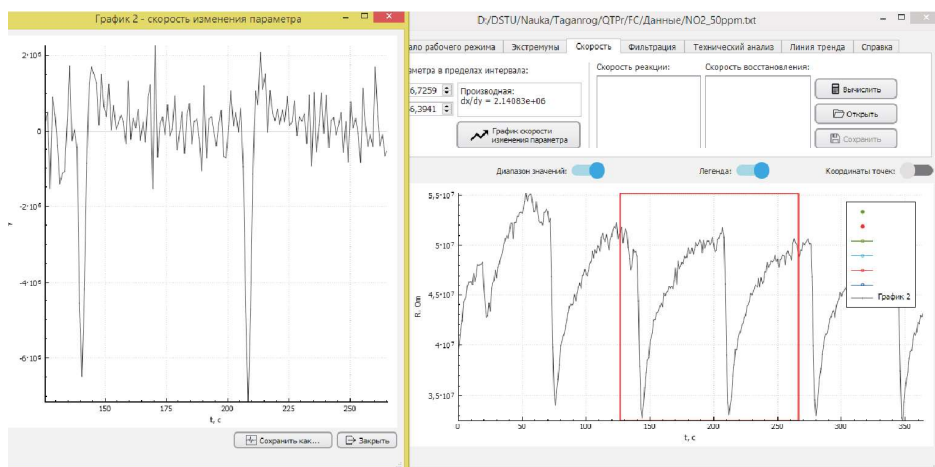 График 2 - скорость изменения параметра
2·10⁶
0
-2·10⁶
-4·10⁶
-6·10⁶
150
175
200
225
250
t, c
Сохранить как...
Закрыть
D:/DSTU/Nauka/Taganrog/QTPr/FC/Данные/NO2_50ppm.txt
ало рабочего режима
Экстремумы
Скорость
Фильтрация
Технический анализ
Линия тренда
Справка
аметра в пределах интервала:
6,7259
6,3941
Производная:
dx/dy = 2.14083e+06
График скорости
изменения параметра
Скорость реакции:
Скорость восстановления:
Вычислить
Открыть
Сохранить
Диапазон значений:
Легенда:
Координаты точек:
5,5·10⁷
5·10⁷
4,5·10⁷
4·10⁷
3,5·10⁷
R. Om
0
50
100
150
200
250
300
350
t, c
График 2